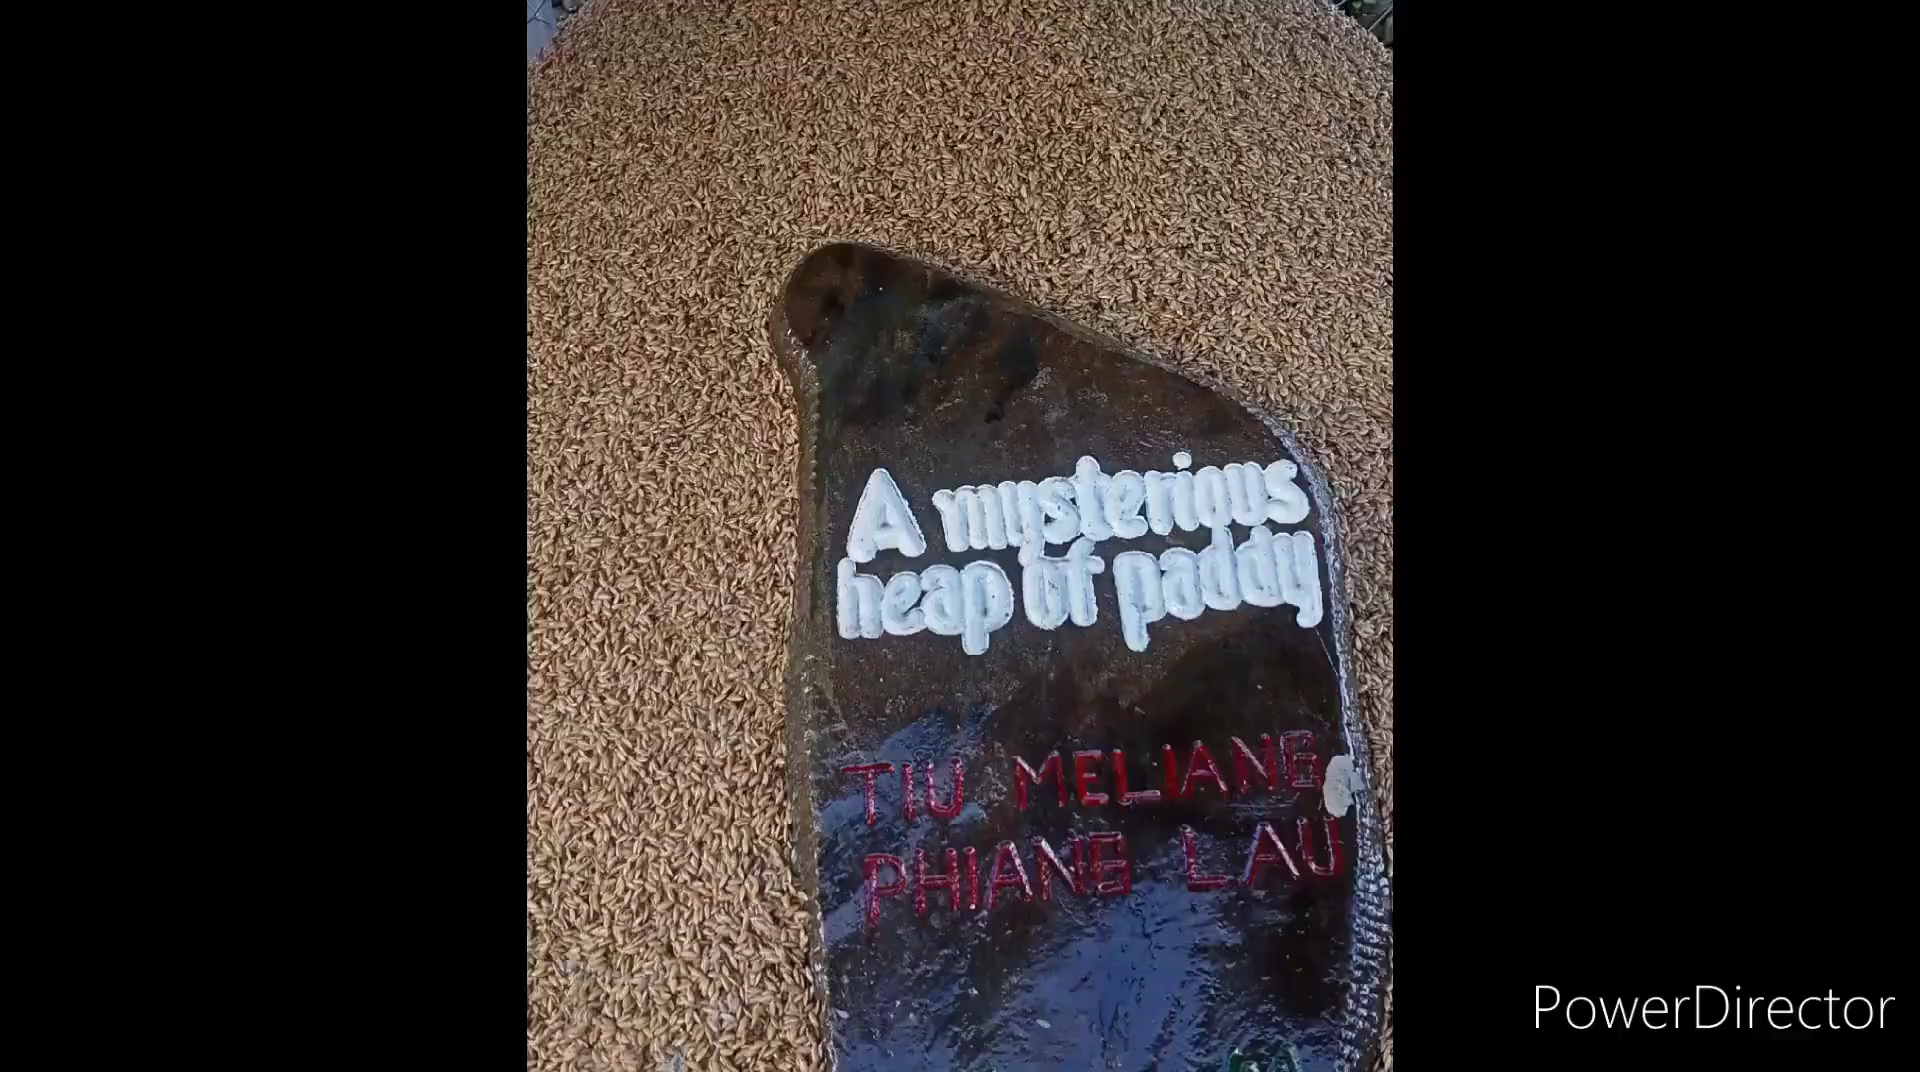 A mysterious
heap of paddy
TIU MELIANG
PHIANG LAU
PowerDirector